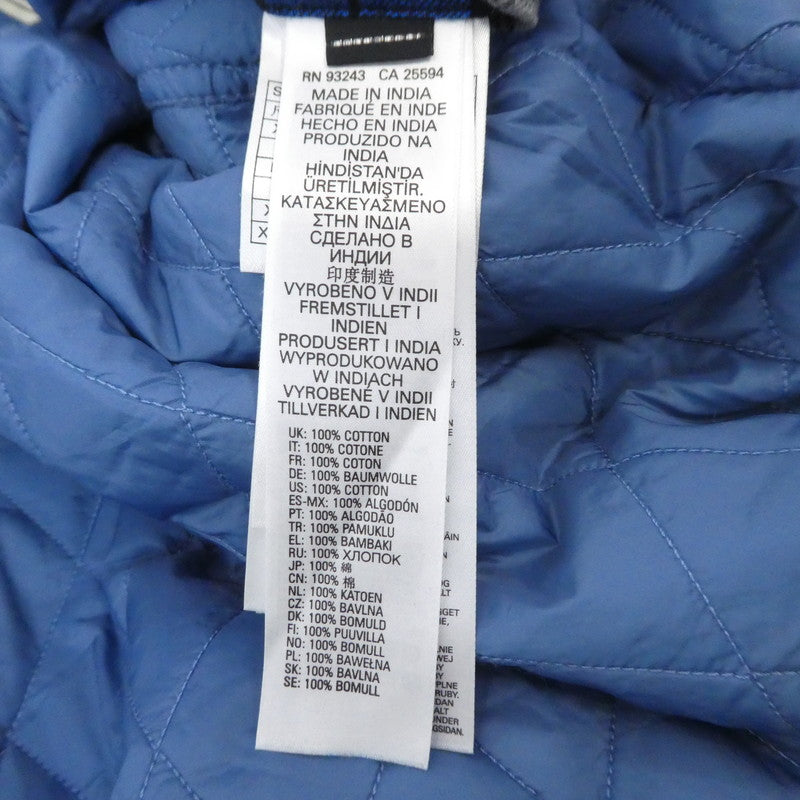 RN 93243 CA 25594
MADE IN INDIA
FABRIQUÉ EN INDE
HECHO EN INDIA
PRODUZIDO NA
INDIA
HİNDİSTAN'DA
ÜRETİLMİŞTİR.
ΚΑΤΑΣΚΕΥΑΣΜΕΝΟ
ΣΤΗΝ ΙΝΔΙΑ
СДЕЛАНО В
ИНДИИ
印度制造
VYROBENO V INDII
FREMSTILLET I
INDIEN
PRODUSERT I INDIA
WYPRODUKOWANO
W INDIACH
VYROBENÉ V INDII
TILLVERKAD I INDIEN
UK: 100% COTTON
IT: 100% COTONE
FR: 100% COTON
DE: 100% BAUMWOLLE
US: 100% COTTON
ES-MX: 100% ALGODÓN
PT: 100% ALGODÃO
TR: 100% PAMUKLU
EL: 100% BAMBAKI
RU: 100% ХЛОПОК
JP: 100% 綿
CN: 100% 棉
NL: 100% KATOEN
CZ: 100% BAVLNA
DK: 100% BOMULD
FI: 100% PUUVILLA
NO: 100% BOMULL
PL: 100% BAWEŁNA
SK: 100% BAVLNA
SE: 100% BOMULL